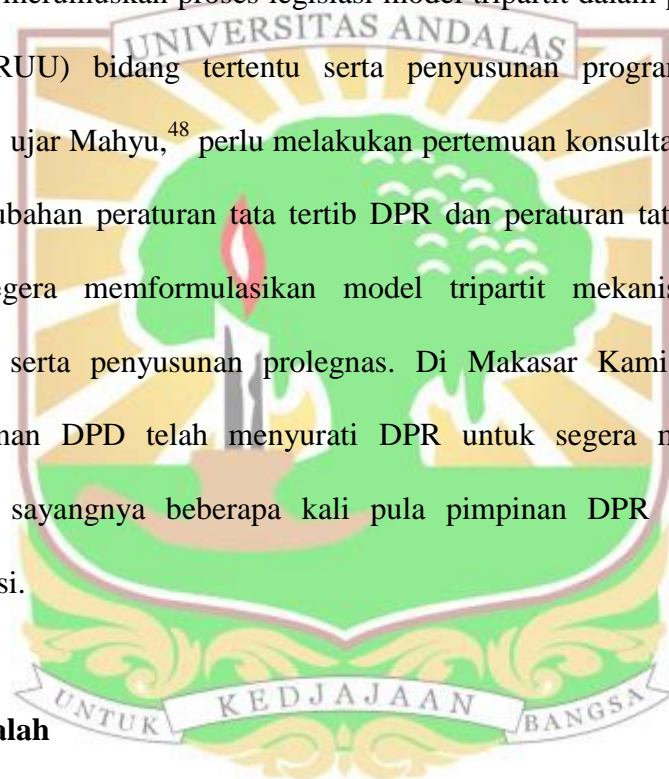 merumuskan proses legislasi model tripartit dalam p
UNIVERSITAS ANDALAS
RUU) bidang tertentu serta penyusunan program
ujar Mahyu,48 perlu melakukan pertemuan konsulta
ubahan peraturan tata tertib DPR dan peraturan tat
egera memformulasikan model tripartit mekanis
serta penyusunan prolegnas. Di Makasar Kami
nan DPD telah menyurati DPR untuk segera m
sayangnya beberapa kali pula pimpinan DPR
si.
UNTUK KEDJAJAAN BANGSA
alah